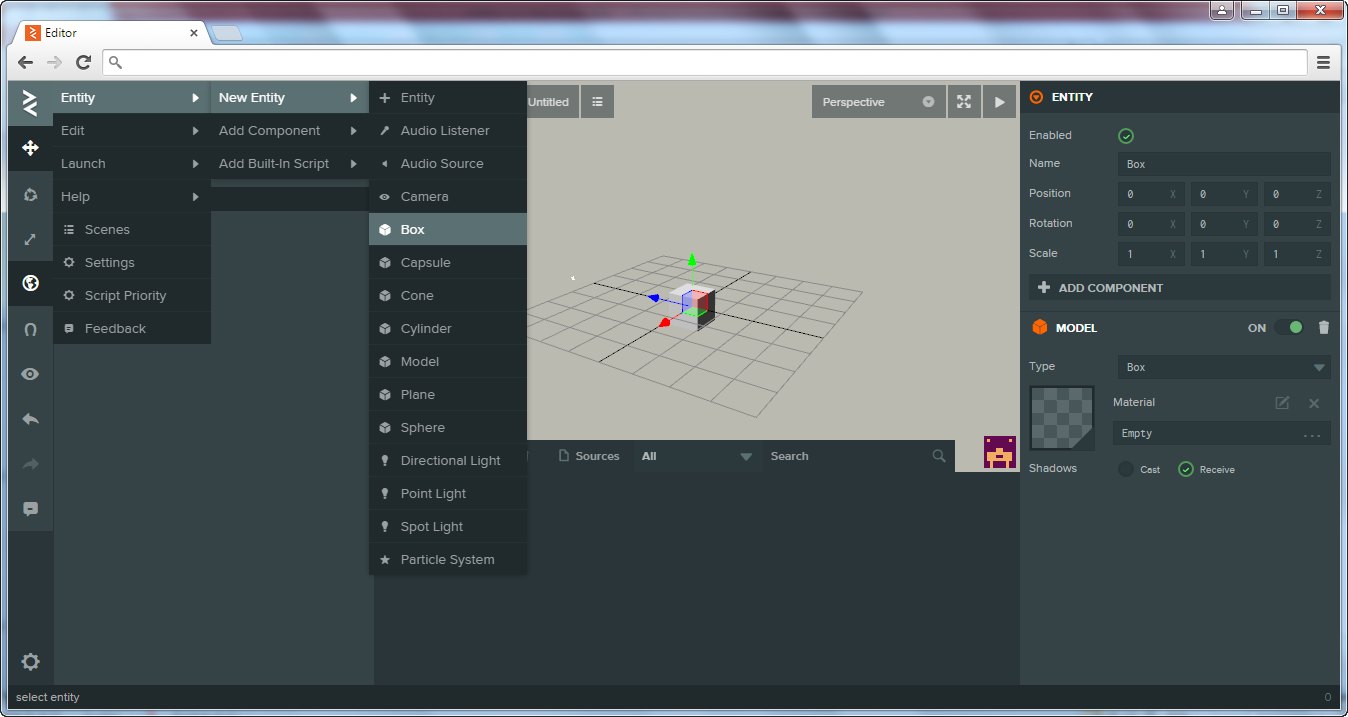 Editor
Entity
Edit
Launch
Help
Scenes
Settings
Script Priority
Feedback
New Entity
Add Component
Add Built-In Script
Entity
Audio Listener
Audio Source
Camera
Box
Capsule
Cone
Cylinder
Model
Plane
Sphere
Directional Light
Point Light
Spot Light
Particle System
Untitled
Perspective
Sources
All
Search
ENTITY
Enabled
Name Box
Position 0 X 0 Y 0 Z
Rotation 0 X 0 Y 0 Z
Scale 1 X 1 Y 1 Z
ADD COMPONENT
MODEL ON
Type Box
Material
Empty ...
Shadows Cast Receive
select entity 0